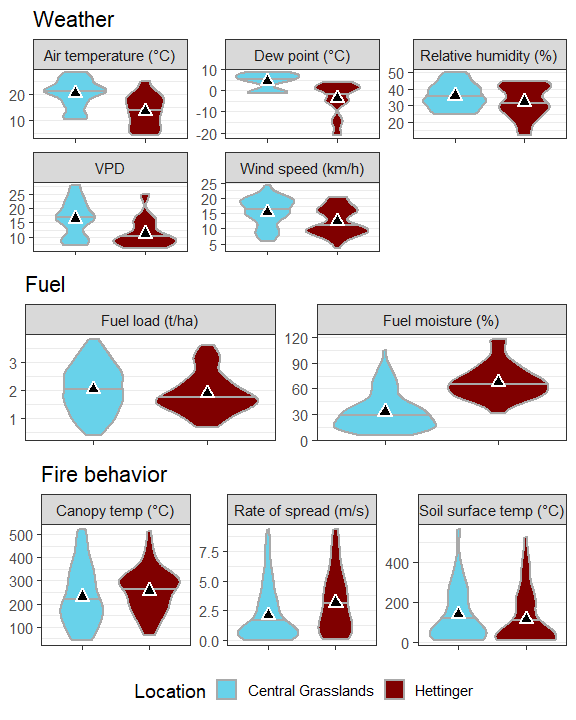 Weather
Air temperature (°C)
Dew point (°C)
Relative humidity (%)
20
10
10
0
-10
-20
50
40
30
20
VPD
Wind speed (km/h)
25
20
15
10
25
20
15
10
5
Fuel
Fuel load (t/ha)
Fuel moisture (%)
3
2
1
120
90
60
30
0
Fire behavior
Canopy temp (°C)
Rate of spread (m/s)
Soil surface temp (°C)
500
400
300
200
100
7.5
5.0
2.5
0.0
400
200
0
Location
Central Grasslands
Hettinger